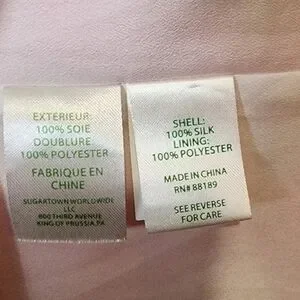 EXTERIEUR:
100% SOIE
DOUBLURE:
100% POLYESTER
FABRIQUE EN
CHINE
SUGARTOWN WORLDWIDE
LLC
800 THIRD AVENUE
KING OF PRUSSIA,PA
SHELL:
100% SILK
LINING:
100% POLYESTER
MADE IN CHINA
RN# 88189
SEE REVERSE
FOR CARE